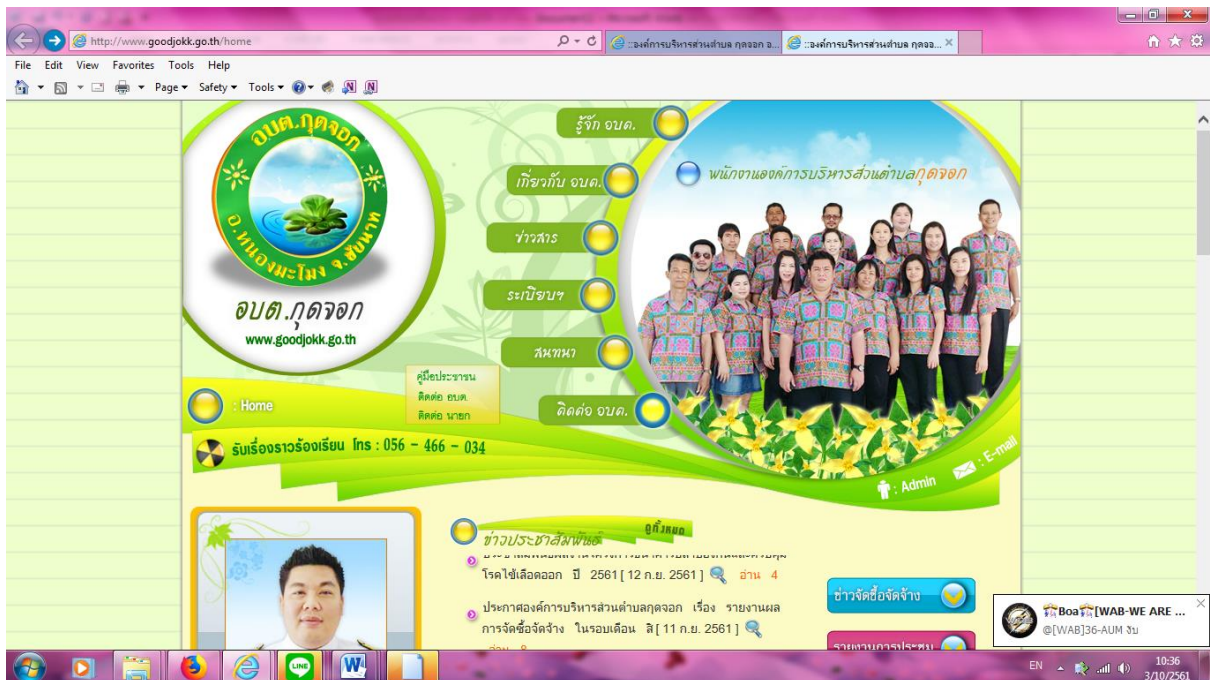 http://www.goodjokk.go.th/home
::องค์การบริหารส่วนตำบล กุดจอก อ...
::องค์การบริหารส่วนตำบล กุดจอ...
File Edit View Favorites Tools Help
Page Safety Tools
อบต.กุดจอก
อ.หนองมะโมง จ.ชัยนาท
อบต.กุดจอก
www.goodjokk.go.th
รู้จัก อบต.
เกี่ยวกับ อบต.
ข่าวสาร
ระเบียบฯ
สนทนา
ติดต่อ อบต.
พนักงานองค์การบริหารส่วนตำบลกุดจอก
คู่มือประชาชน
ติดต่อ อบต.
ติดต่อ นายก
: Home
รับเรื่องราวร้องเรียน โทร : 056 - 466 - 034
: Admin
: E-mail
ข่าวประชาสัมพันธ์
ดูทั้งหมด
โรคไข้เลือดออก ปี 2561 [ 12 ก.ย. 2561 ] อ่าน 4
ประกาศองค์การบริหารส่วนตำบลกุดจอก เรื่อง รายงานผล
การจัดซื้อจัดจ้าง ในรอบเดือน สิ [ 11 ก.ย. 2561 ]
ข่าวจัดซื้อจัดจ้าง
รายงานการประชุม
Boa [WAB-WE ARE ...
@[WAB]36-AUM งับ
LINE
EN
10:36
3/10/2561